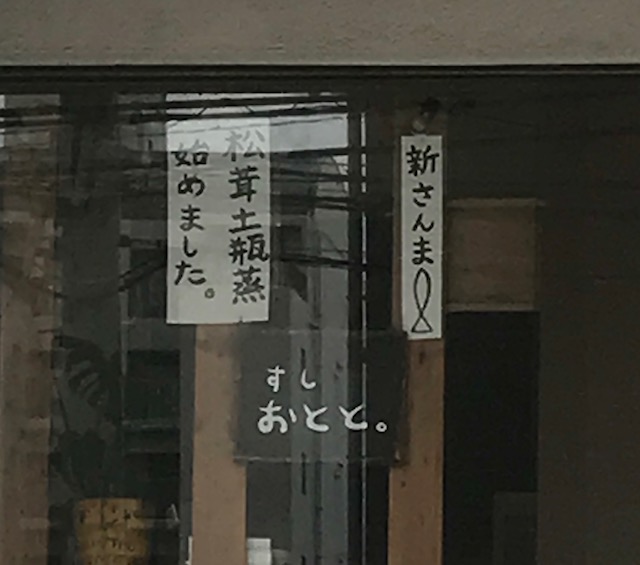 松茸土瓶蒸
始めました。
新さんま
すし
おとと。